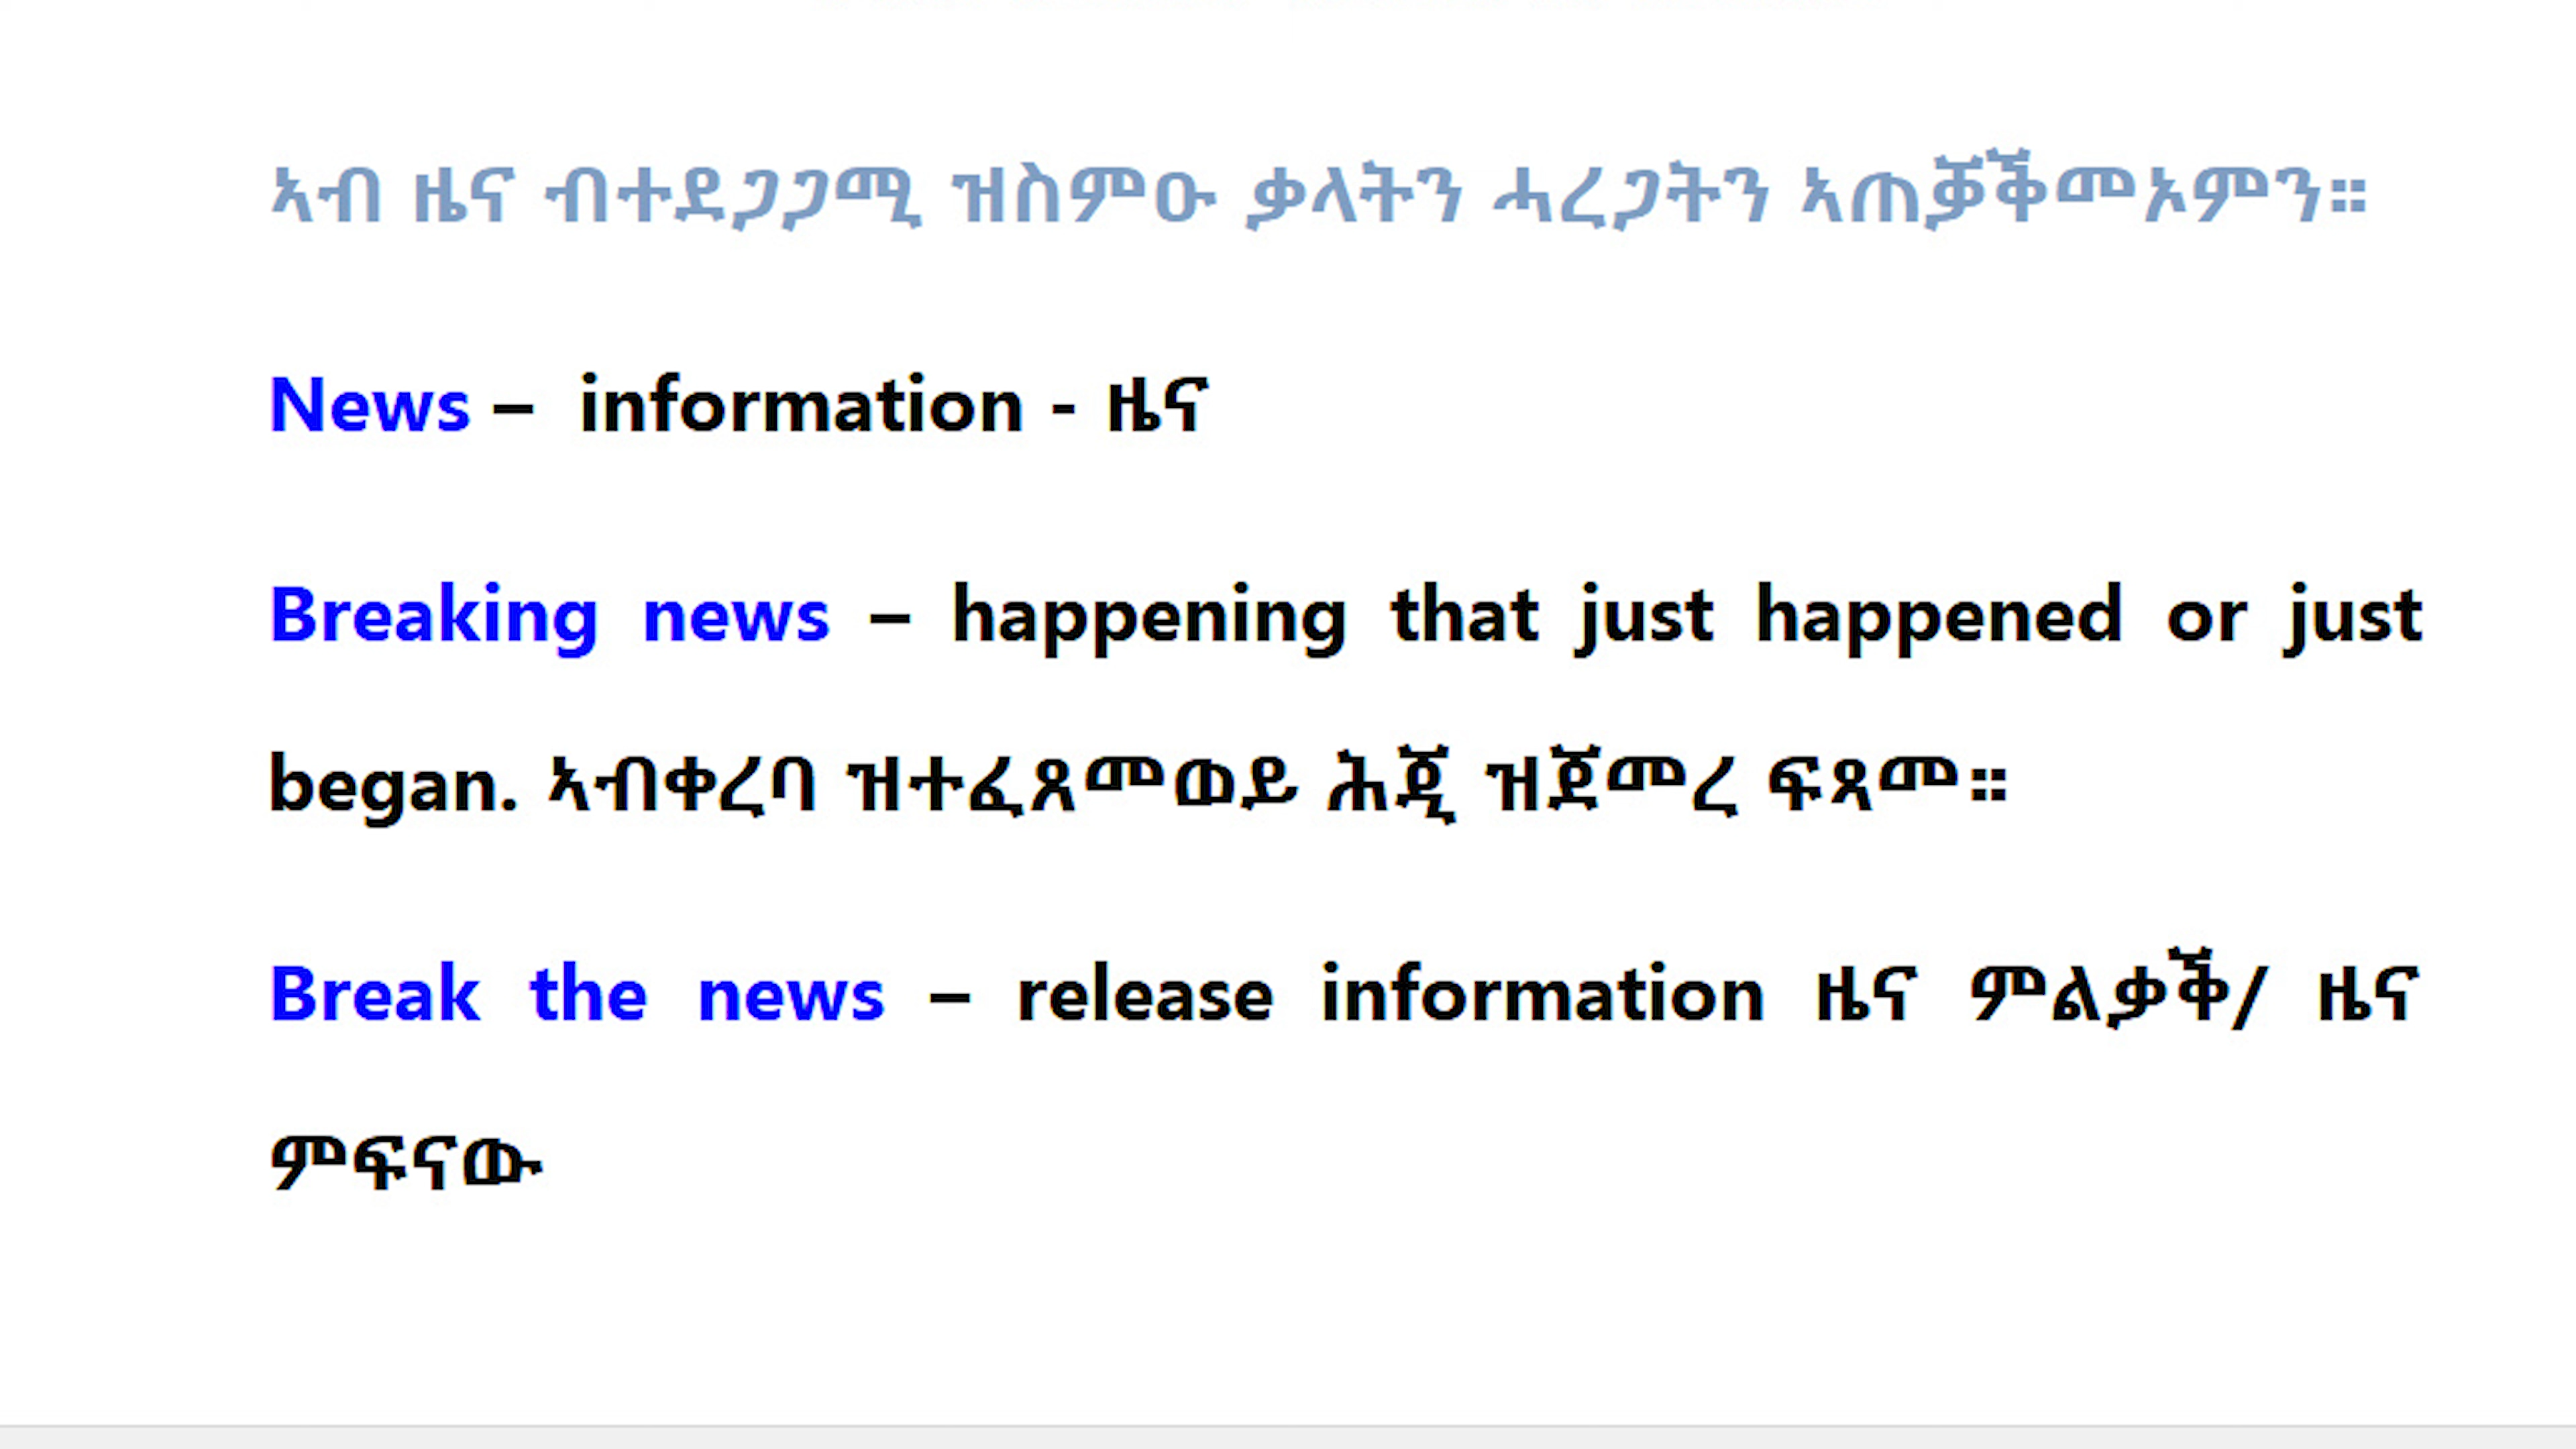 ኣብ ዜና ብተደጋጋሚ ዝስምዑ ቃላትን ሓረጋትን ኣጠቓቅመኦምን።
News – information - ዜና
Breaking news – happening that just happened or just
began. ኣብቀረባ ዝተፈጸመወይ ሕጂ ዝጀመረ ፍጻመ።
Break the news – release information ዜና ምልቃቕ/ ዜና
ምፍናው